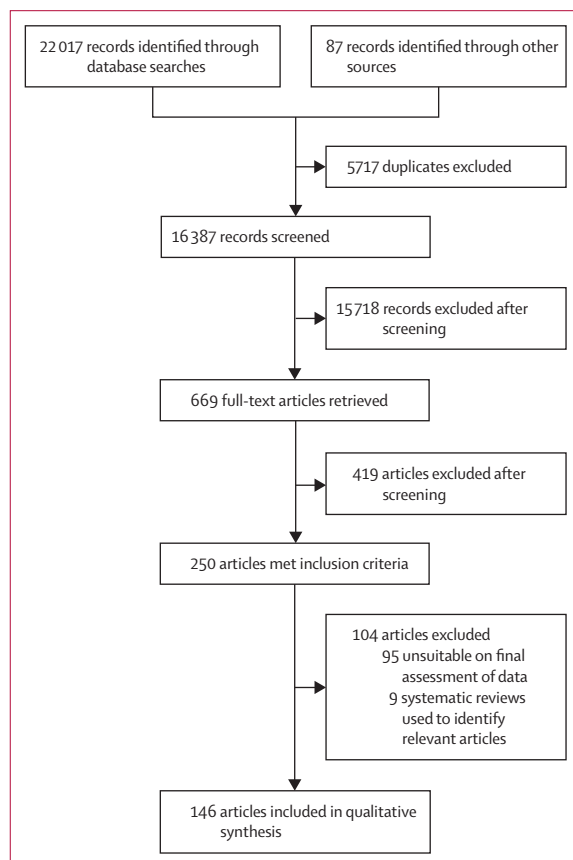 22 017 records identified through
database searches
87 records identified through other
sources
5717 duplicates excluded
16 387 records screened
15 718 records excluded after
screening
669 full-text articles retrieved
419 articles excluded after
screening
250 articles met inclusion criteria
104 articles excluded
95 unsuitable on final
assessment of data
9 systematic reviews
used to identify
relevant articles
146 articles included in qualitative
synthesis